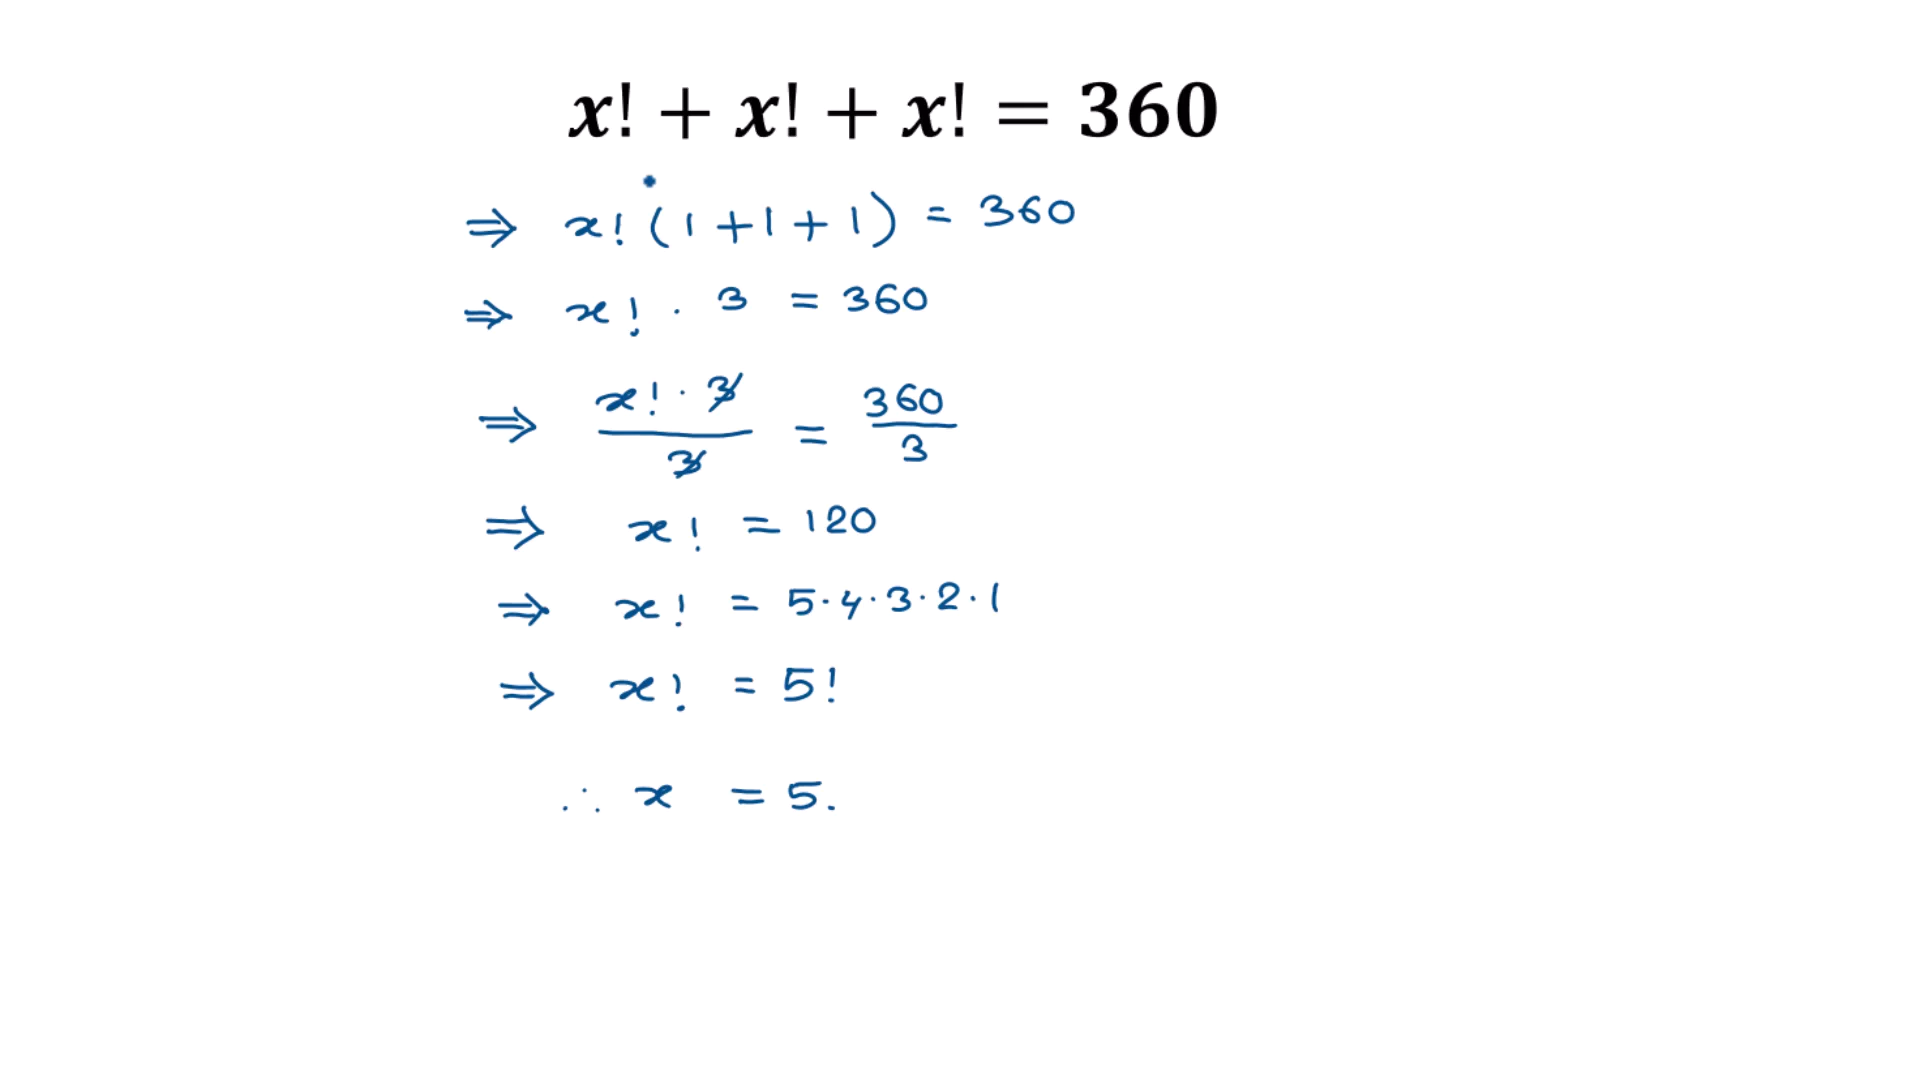 x! + x! + x! = 360
⇒ x! (1 + 1 + 1) = 360
⇒ x! · 3 = 360
⇒ x! · 3 / 3 = 360 / 3
⇒ x! = 120
⇒ x! = 5·4·3·2·1
⇒ x! = 5!
∴ x = 5.